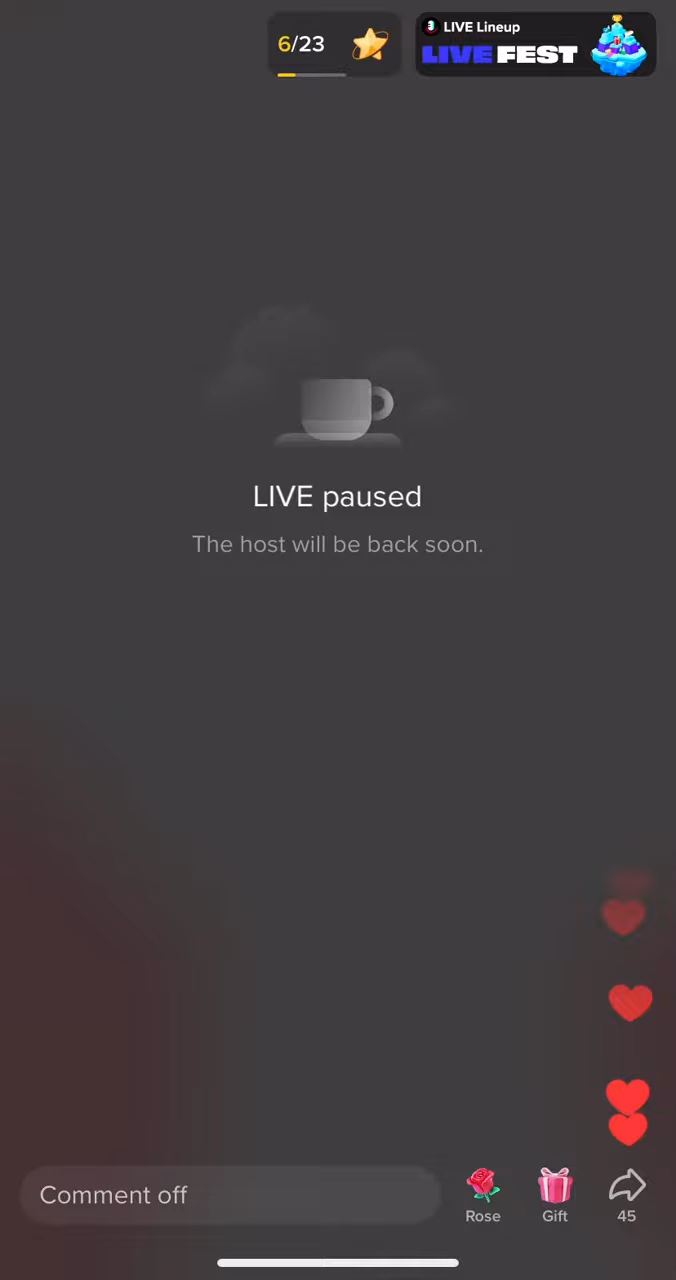 6/23
LIVE Lineup
LIVE FEST
LIVE paused
The host will be back soon.
Comment off
Rose
Gift
45